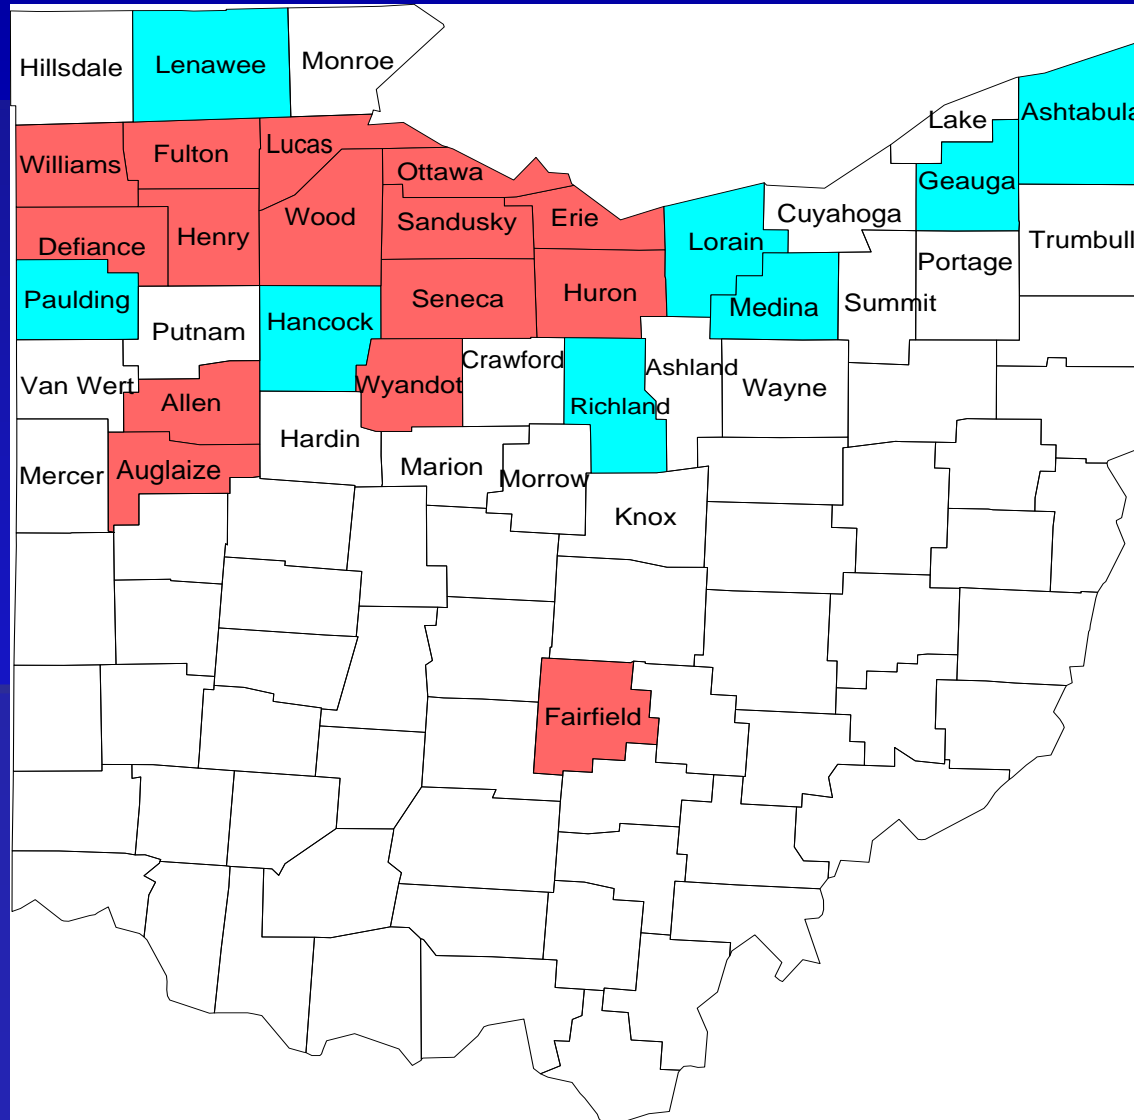 Hillsdale
Lenawee
Monroe
Lake
Ashtabula
Williams
Fulton
Lucas
Ottawa
Geauga
Wood
Sandusky
Erie
Cuyahoga
Defiance
Henry
Lorain
Trumbull
Portage
Paulding
Seneca
Huron
Medina
Summit
Putnam
Hancock
Van Wert
Wyandot
Crawford
Ashland
Wayne
Allen
Richland
Hardin
Mercer
Auglaize
Marion
Morrow
Knox
Fairfield